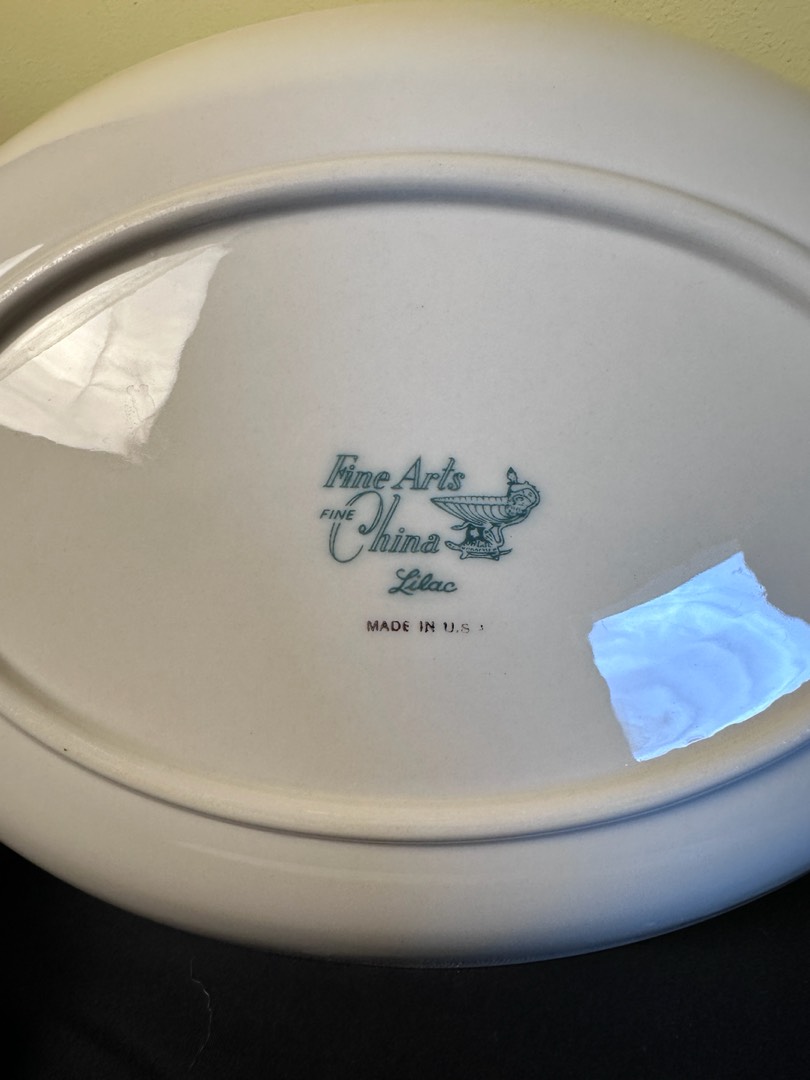 Fine Arts
FINE China
Lilac
MADE IN U.S